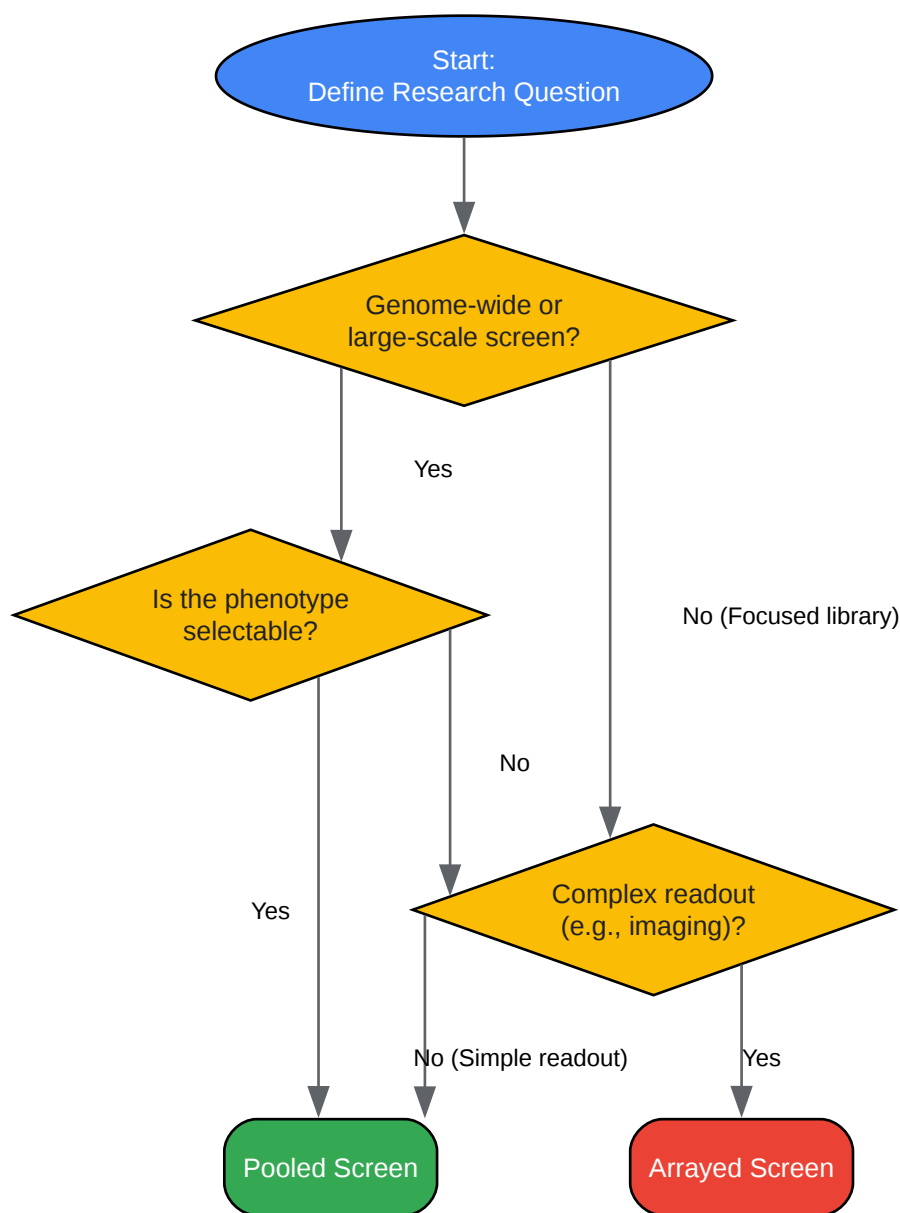 Start:
Define Research Question
Genome-wide or
large-scale screen?
Yes
Is the phenotype
selectable?
No (Focused library)
No
Complex readout
(e.g., imaging)?
Yes
No (Simple readout)
Yes
Pooled Screen
Arrayed Screen